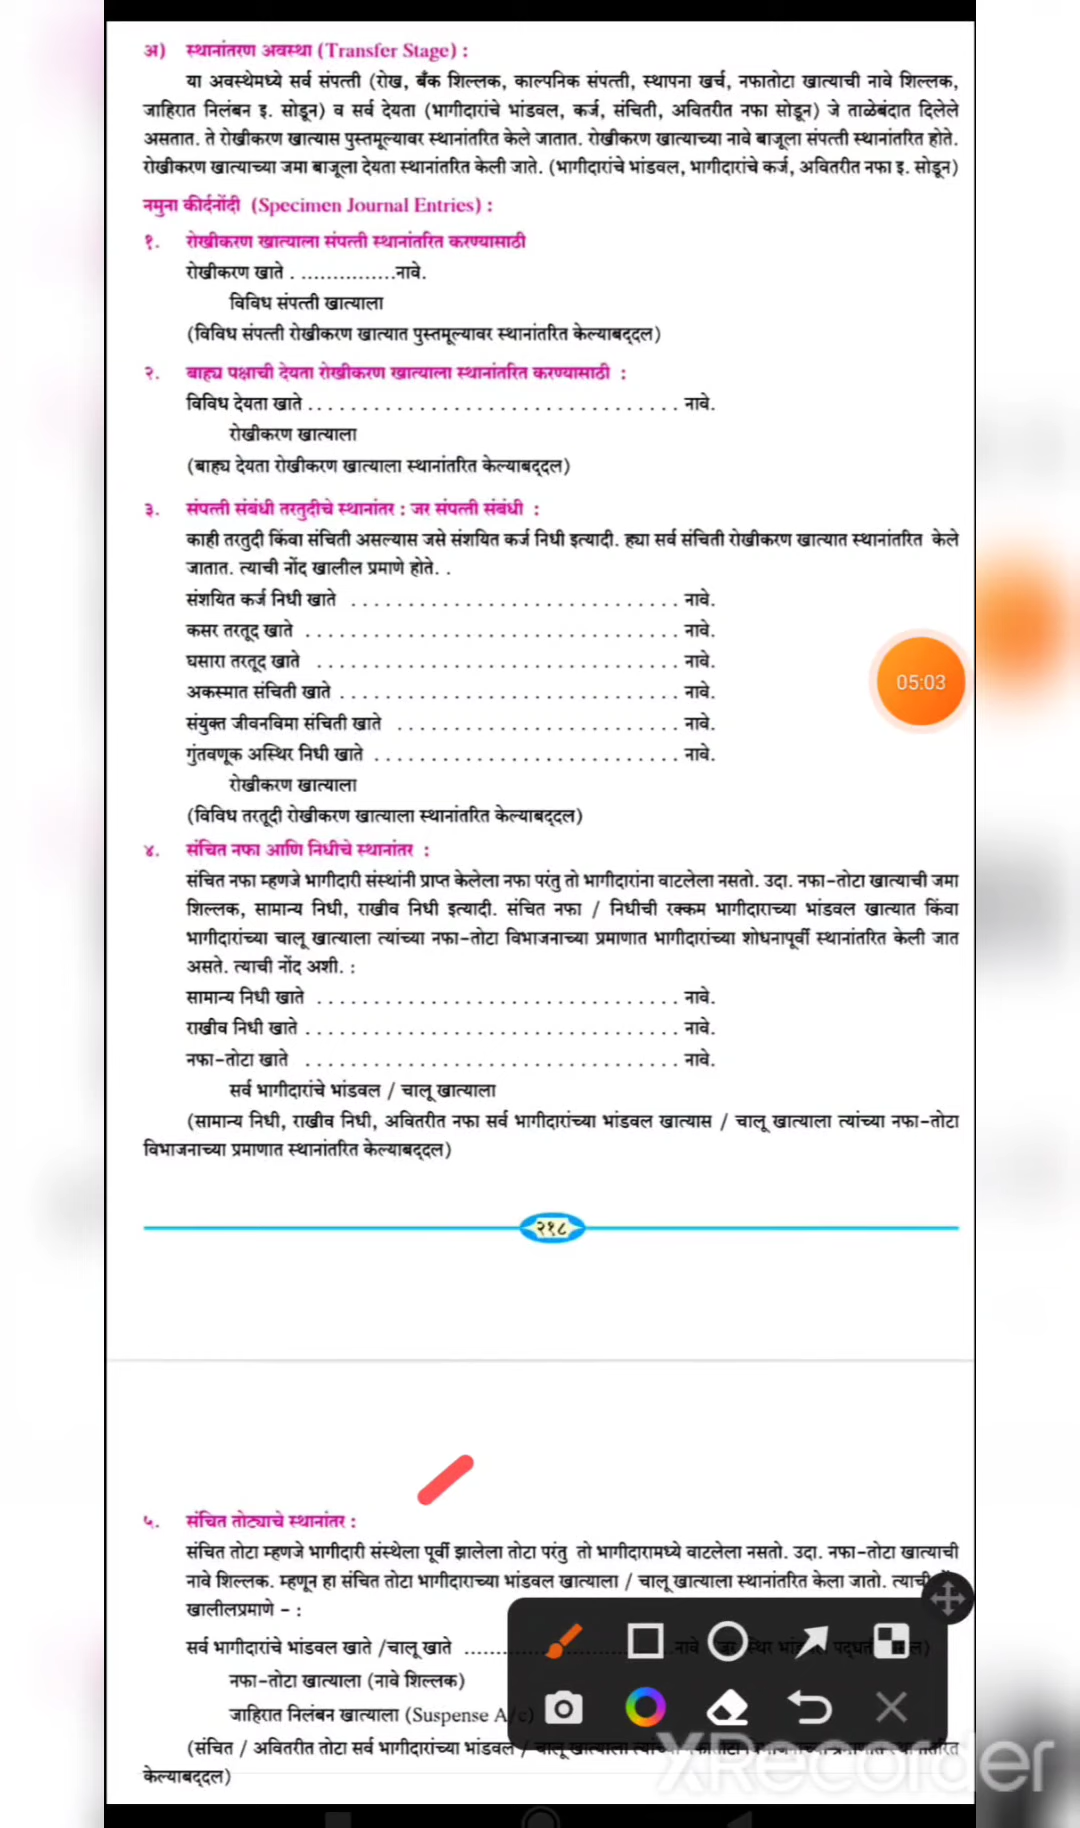 अ) स्थानांतरण अवस्था (Transfer Stage) :
या अवस्थेमध्ये सर्व संपत्ती (रोख, बँक शिल्लक, काल्पनिक संपत्ती, स्थापना खर्च, नफातोटा खात्याची नावे शिल्लक,
जाहिरात निलंबन इ. सोडून) व सर्व देयता (भागीदारांचे भांडवल, कर्ज, संचिती, अवितरीत नफा सोडून) जे ताळेबंदात दिलेले
असतात. ते रोखीकरण खात्यास पुस्तमूल्यावर स्थानांतरित केले जातात. रोखीकरण खात्याच्या नावे बाजूला संपत्ती स्थानांतरित होते.
रोखीकरण खात्याच्या जमा बाजूला देयता स्थानांतरित केली जाते. (भागीदारांचे भांडवल, भागीदारांचे कर्ज, अवितरीत नफा इ. सोडून)
नमुना कीर्दनोंदी (Specimen Journal Entries) :
१. रोखीकरण खात्याला संपत्ती स्थानांतरित करण्यासाठी
रोखीकरण खाते . ...............नावे.
विविध संपत्ती खात्याला
(विविध संपत्ती रोखीकरण खात्यात पुस्तमूल्यावर स्थानांतरित केल्याबद्दल)
२. बाह्य पक्षाची देयता रोखीकरण खात्याला स्थानांतरित करण्यासाठी :
विविध देयता खाते . . . . . . . . . . . . . . . . . . . . . . . . . . . . . . . . नावे.
रोखीकरण खात्याला
(बाह्य देयता रोखीकरण खात्याला स्थानांतरित केल्याबद्दल)
३. संपत्ती संबंधी तरतुदीचे स्थानांतर : जर संपत्ती संबंधी :
काही तरतुदी किंवा संचिती असल्यास जसे संशयित कर्ज निधी इत्यादी. ह्या सर्व संचिती रोखीकरण खात्यात स्थानांतरित केले
जातात. त्याची नोंद खालील प्रमाणे होते. .
संशयित कर्ज निधी खाते . . . . . . . . . . . . . . . . . . . . . . . . . . . . नावे.
कसर तरतूद खाते . . . . . . . . . . . . . . . . . . . . . . . . . . . . . . . . नावे.
घसारा तरतूद खाते . . . . . . . . . . . . . . . . . . . . . . . . . . . . . . . नावे.
अकस्मात संचिती खाते . . . . . . . . . . . . . . . . . . . . . . . . . . . . . नावे.
संयुक्त जीवनविमा संचिती खाते . . . . . . . . . . . . . . . . . . . . . . . . नावे.
गुंतवणूक अस्थिर निधी खाते . . . . . . . . . . . . . . . . . . . . . . . . . . नावे.
रोखीकरण खात्याला
(विविध तरतूदी रोखीकरण खात्याला स्थानांतरित केल्याबद्दल)
05:03
४. संचित नफा आणि निधीचे स्थानांतर :
संचित नफा म्हणजे भागीदारी संस्थांनी प्राप्त केलेला नफा परंतु तो भागीदारांना वाटलेला नसतो. उदा. नफा-तोटा खात्याची जमा
शिल्लक, सामान्य निधी, राखीव निधी इत्यादी. संचित नफा / निधीची रक्कम भागीदाराच्या भांडवल खात्यात किंवा
भागीदारांच्या चालू खात्याला त्यांच्या नफा-तोटा विभाजनाच्या प्रमाणात भागीदारांच्या शोधनापूर्वी स्थानांतरित केली जात
असते. त्याची नोंद अशी. :
सामान्य निधी खाते . . . . . . . . . . . . . . . . . . . . . . . . . . . . . . . नावे.
राखीव निधी खाते . . . . . . . . . . . . . . . . . . . . . . . . . . . . . . . . नावे.
नफा-तोटा खाते . . . . . . . . . . . . . . . . . . . . . . . . . . . . . . . . नावे.
सर्व भागीदारांचे भांडवल / चालू खात्याला
(सामान्य निधी, राखीव निधी, अवितरीत नफा सर्व भागीदारांच्या भांडवल खात्यास / चालू खात्याला त्यांच्या नफा-तोटा
विभाजनाच्या प्रमाणात स्थानांतरित केल्याबद्दल)
२१८
५. संचित तोट्याचे स्थानांतर :
संचित तोटा म्हणजे भागीदारी संस्थेला पूर्वी झालेला तोटा परंतु तो भागीदारामध्ये वाटलेला नसतो. उदा. नफा-तोटा खात्याची
नावे शिल्लक. म्हणून हा संचित तोटा भागीदाराच्या भांडवल खात्याला / चालू खात्याला स्थानांतरित केला जातो. त्याची
खालीलप्रमाणे - :
सर्व भागीदारांचे भांडवल खाते /चालू खाते ............................ नावे
नफा-तोटा खात्याला (नावे शिल्लक)
जाहिरात निलंबन खात्याला (Suspense A/c)
(संचित / अवितरीत तोटा सर्व भागीदारांच्या भांडवल / चालू खात्याला
केल्याबद्दल)
XRecorder